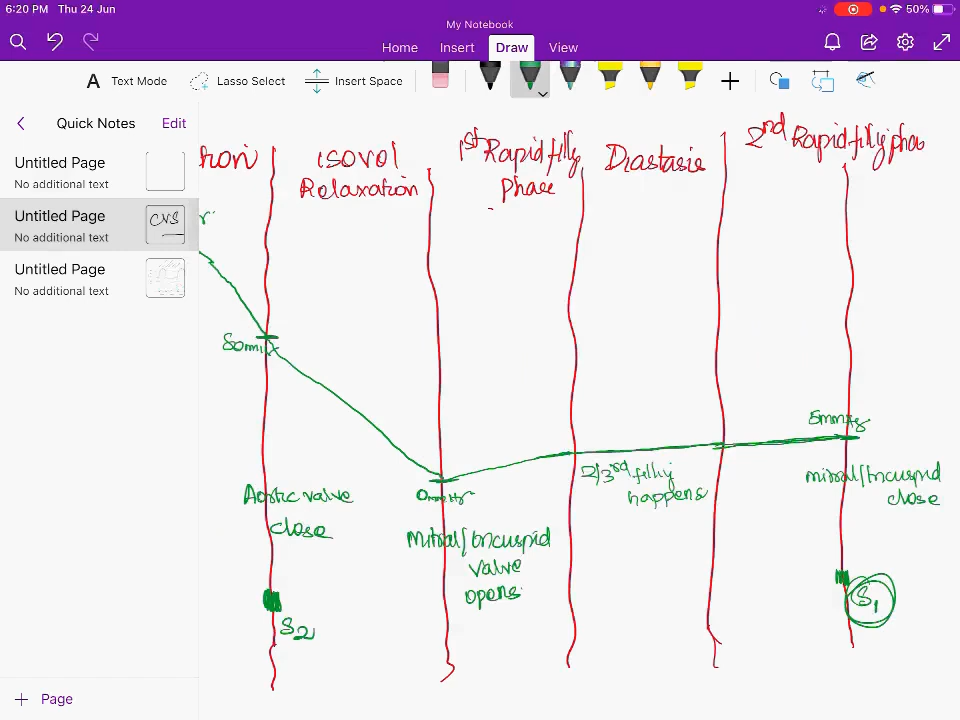 6:20 PM Thu 24 Jun
50%
My Notebook
Home Insert Draw View
Text Mode
Lasso Select
Insert Space
Quick Notes
Edit
Untitled Page
No additional text
Untitled Page
No additional text
CVS
Untitled Page
No additional text
Page
isovol
Relaxation
1st Rapid filling
Phase
Diastasis
2nd Rapid filling phase
80mm
Aortic valve
close
S2
0mmHg
Mitral/tricuspid
valve
opens
2/3rd filling
happens
5mmHg
mitral/tricuspid
close
S1